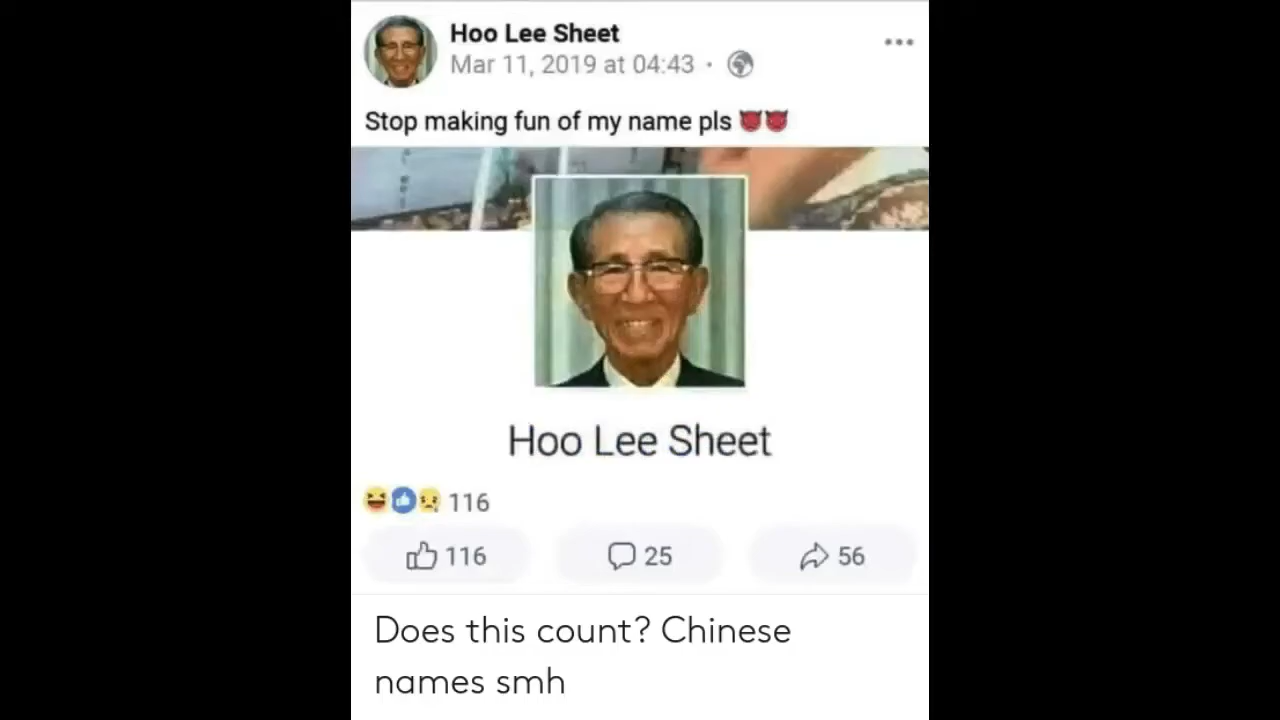 Hoo Lee Sheet
Mar 11, 2019 at 04:43 ·
Stop making fun of my name pls 👿👿
Hoo Lee Sheet
116
116
25
56
Does this count? Chinese
names smh